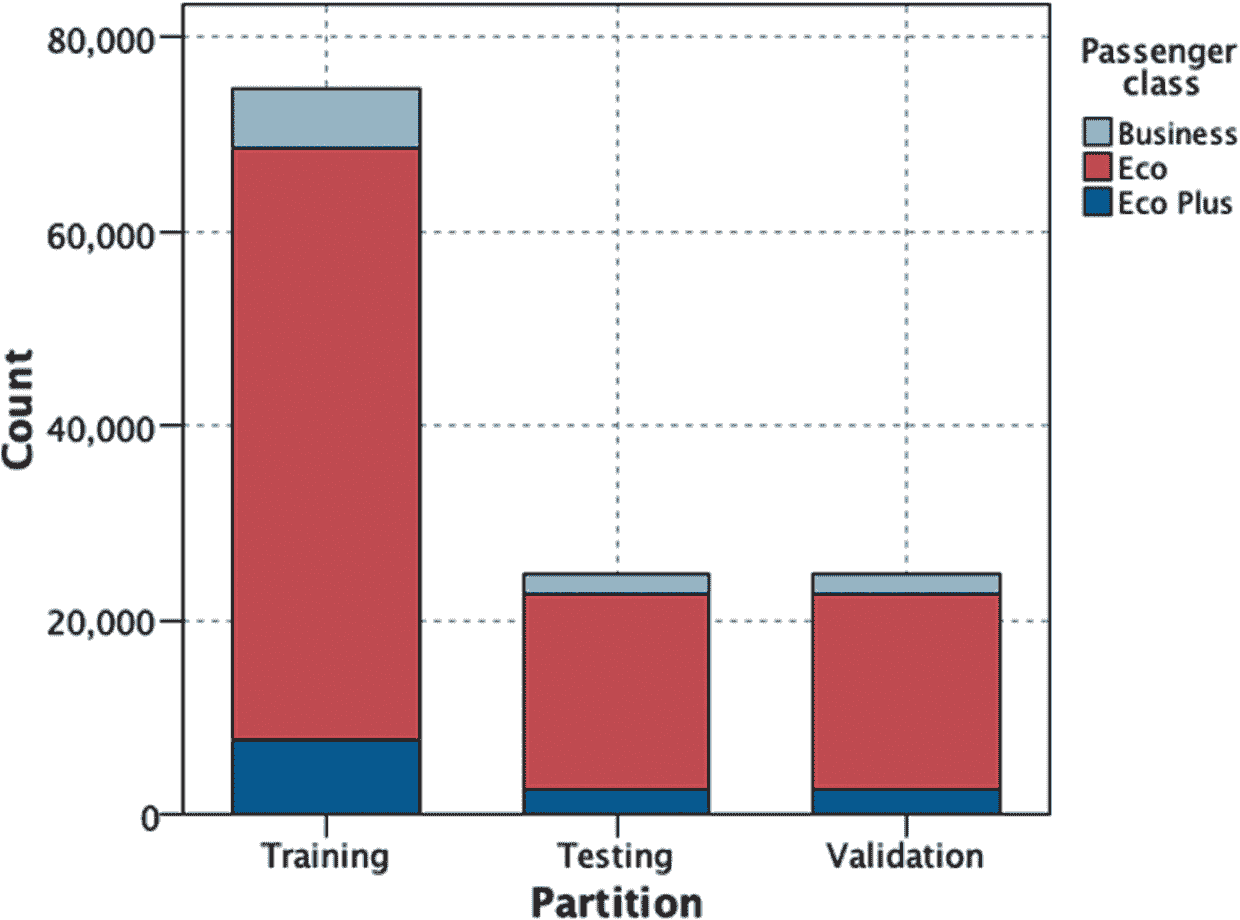 80,000
60,000
40,000
20,000
0
Count
Training
Testing
Validation
Partition
Passenger
class
Business
Eco
Eco Plus